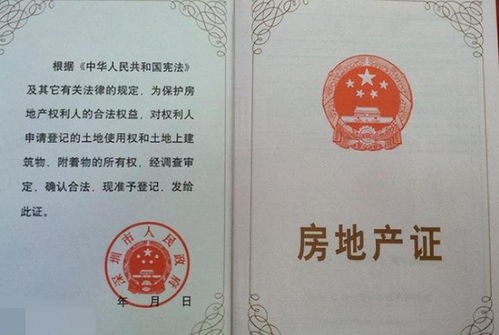 根据《中华人民共和国宪法》
及其它有关法律的规定，为保护房
地产权利人的合法权益，对权利人
申请登记的土地使用权和土地上建
筑物、附着物的所有权，经调查审
定，确认合法，现准予登记，发给
此证。
深圳市人民政府
年 月 日
房地产证